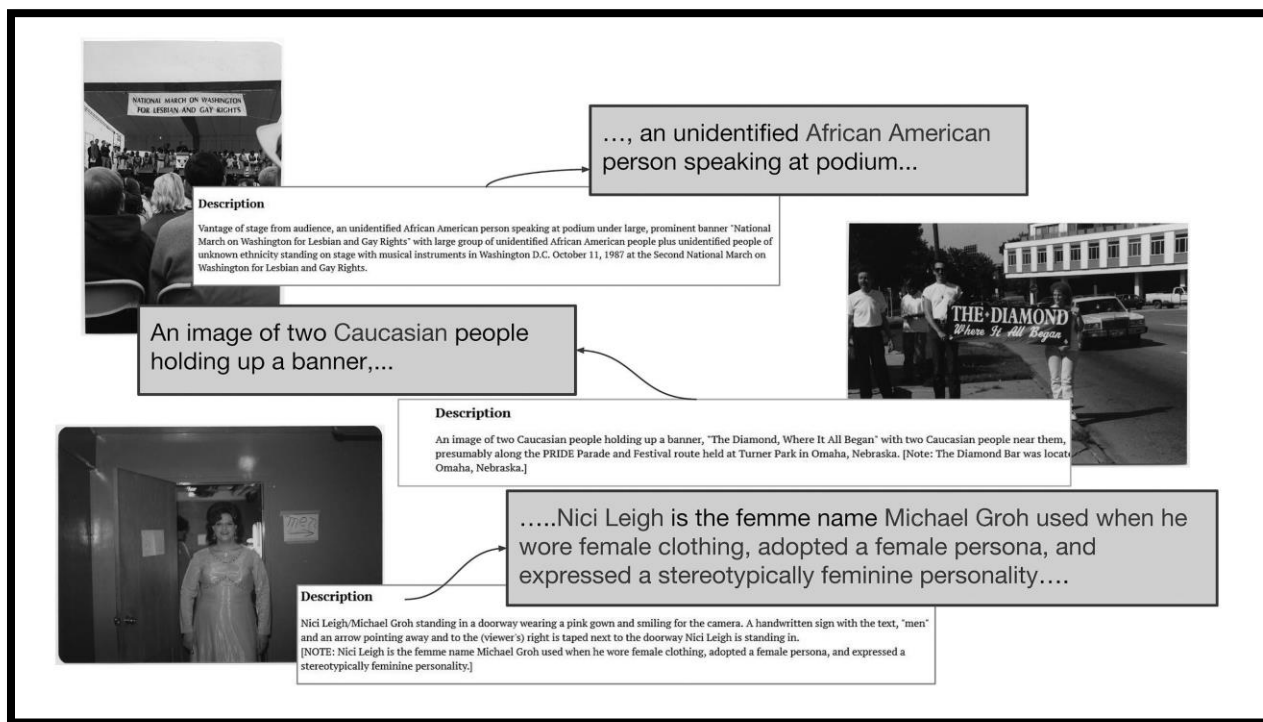 NATIONAL MARCH ON WASHINGTON
FOR LESBIAN AND GAY RIGHTS
…, an unidentified African American
person speaking at podium...
Description
Vantage of stage from audience, an unidentified African American person speaking at podium under large, prominent banner "National
March on Washington for Lesbian and Gay Rights" with large group of unidentified African American people plus unidentified people of
unknown ethnicity standing on stage with musical instruments in Washington D.C. October 11, 1987 at the Second National March on
Washington for Lesbian and Gay Rights.
An image of two Caucasian people
holding up a banner,...
THE DIAMOND
Where It All Began
Description
An image of two Caucasian people holding up a banner, "The Diamond, Where It All Began" with two Caucasian people near them,
presumably along the PRIDE Parade and Festival route held at Turner Park in Omaha, Nebraska. [Note: The Diamond Bar was locat
Omaha, Nebraska.]
…..Nici Leigh is the femme name Michael Groh used when he
wore female clothing, adopted a female persona, and
expressed a stereotypically feminine personality….
men
Description
Nici Leigh/Michael Groh standing in a doorway wearing a pink gown and smiling for the camera. A handwritten sign with the text, "men"
and an arrow pointing away and to the (viewer's) right is taped next to the doorway Nici Leigh is standing in.
[NOTE: Nici Leigh is the femme name Michael Groh used when he wore female clothing, adopted a female persona, and expressed a
stereotypically feminine personality.]